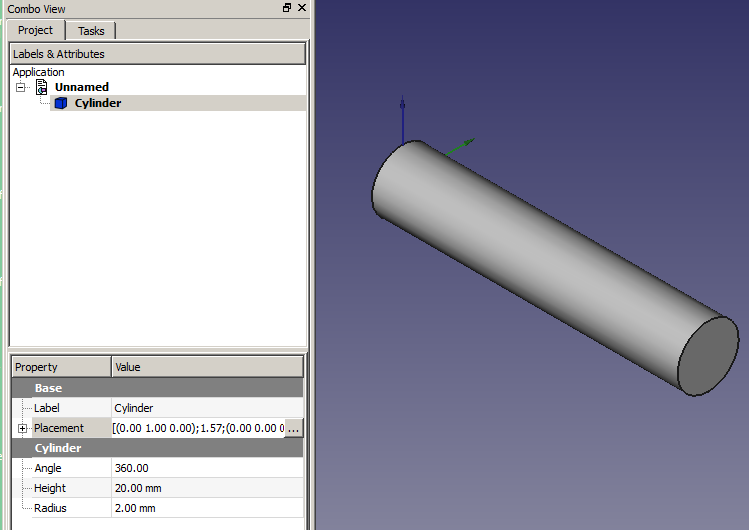 Combo View
Project Tasks
Labels & Attributes
Application
Unnamed
Cylinder
Property Value
Base
Label Cylinder
Placement [(0.00 1.00 0.00);1.57;(0.00 0.00 0 ...
Cylinder
Angle 360.00
Height 20.00 mm
Radius 2.00 mm